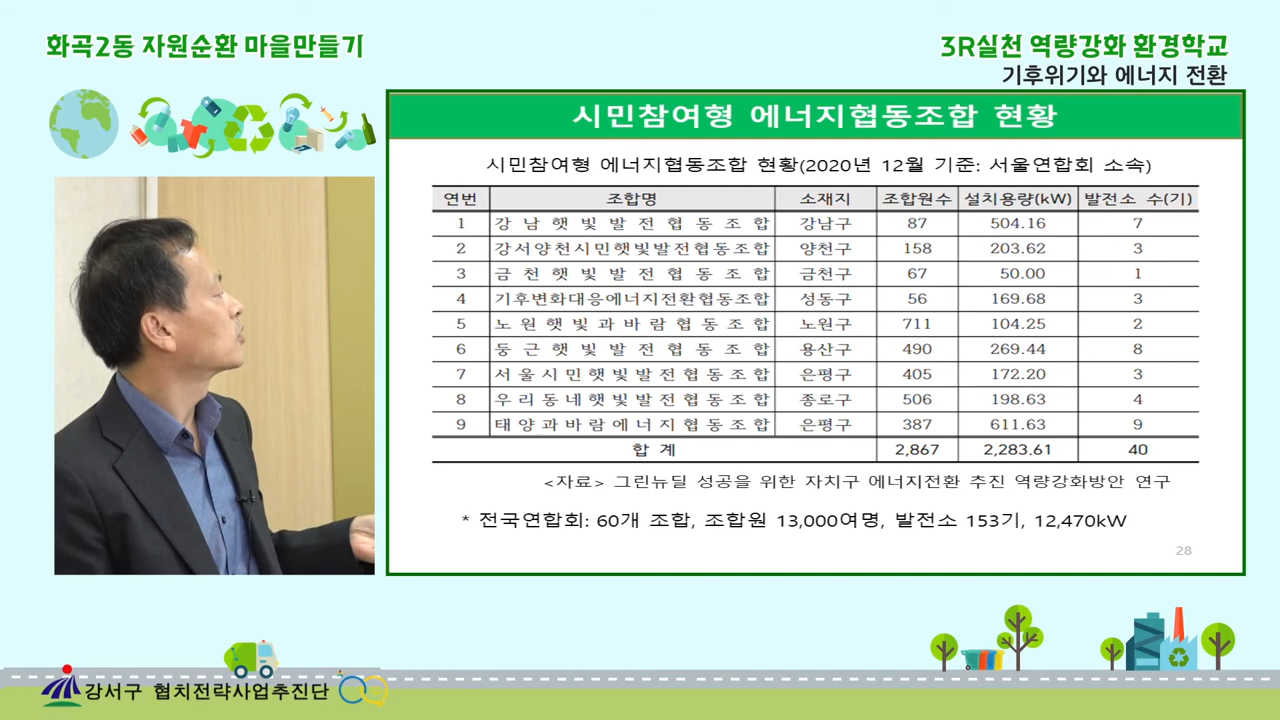 화곡2동 자원순환 마을만들기
3R실천 역량강화 환경학교
기후위기와 에너지 전환
시민참여형 에너지협동조합 현황
시민참여형 에너지협동조합 현황(2020년 12월 기준: 서울연합회 소속)
연번 조합명 소재지 조합원수 설치용량(kW) 발전소 수(기)
1 강남햇빛발전협동조합 강남구 87 504.16 7
2 강서양천시민햇빛발전협동조합 양천구 158 203.62 3
3 금천햇빛발전협동조합 금천구 67 50.00 1
4 기후변화대응에너지전환협동조합 성동구 56 169.68 3
5 노원햇빛과바람협동조합 노원구 711 104.25 2
6 둥근햇빛발전협동조합 용산구 490 269.44 8
7 서울시민햇빛발전협동조합 은평구 405 172.20 3
8 우리동네햇빛발전협동조합 종로구 506 198.63 4
9 태양과바람에너지협동조합 은평구 387 611.63 9
합 계 2,867 2,283.61 40
<자료> 그린뉴딜 성공을 위한 자치구 에너지전환 추진 역량강화방안 연구
* 전국연합회: 60개 조합, 조합원 13,000여명, 발전소 153기, 12,470kW
28
강서구 협치전략사업추진단